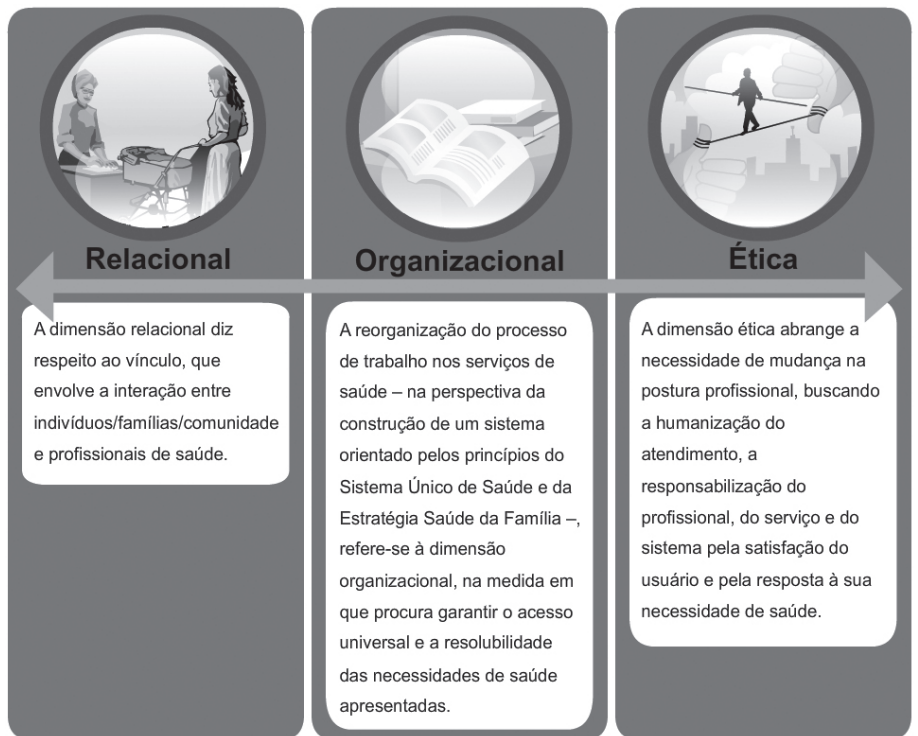 Relacional
A dimensão relacional diz
respeito ao vínculo, que
envolve a interação entre
indivíduos/famílias/comunidade
e profissionais de saúde.
Organizacional
A reorganização do processo
de trabalho nos serviços de
saúde – na perspectiva da
construção de um sistema
orientado pelos princípios do
Sistema Único de Saúde e da
Estratégia Saúde da Família –,
refere-se à dimensão
organizacional, na medida em
que procura garantir o acesso
universal e a resolubilidade
das necessidades de saúde
apresentadas.
Ética
A dimensão ética abrange a
necessidade de mudança na
postura profissional, buscando
a humanização do
atendimento, a
responsabilização do
profissional, do serviço e do
sistema pela satisfação do
usuário e pela resposta à sua
necessidade de saúde.